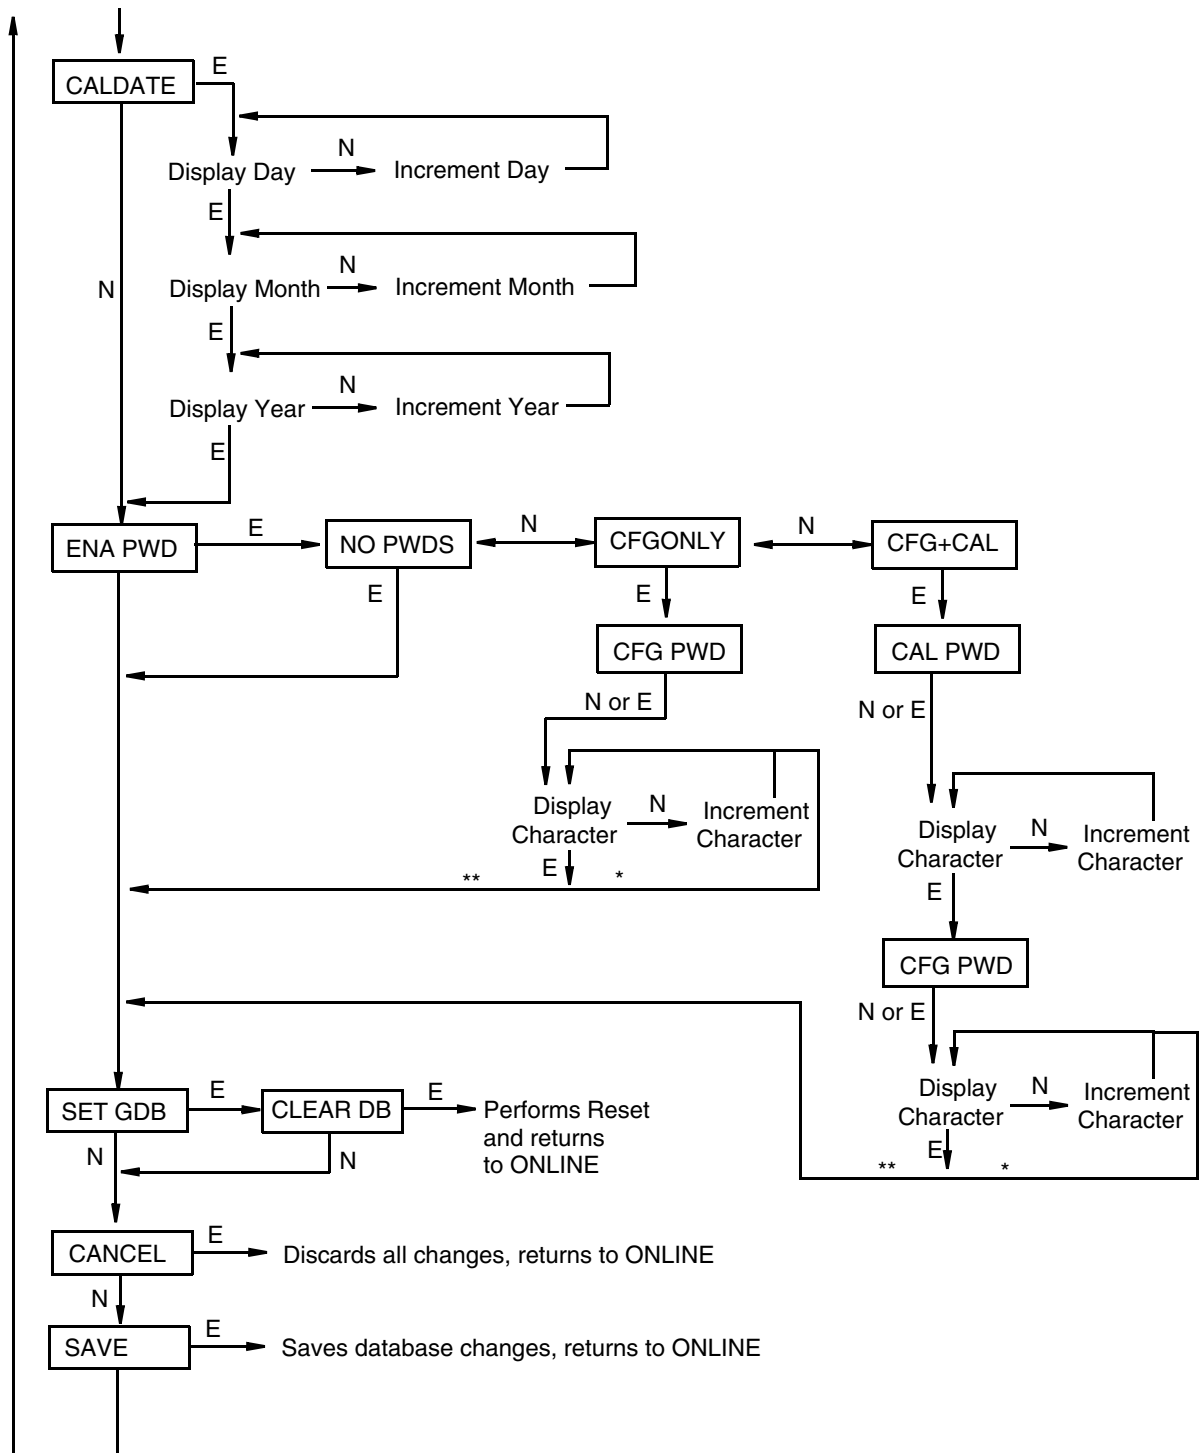 CALDATE
E
Display Day
N
Increment Day
E
N
Display Month
N
Increment Month
E
Display Year
N
Increment Year
E
ENA PWD
E
NO PWDS
N
CFGONLY
N
CFG+CAL
E
E
E
CFG PWD
CAL PWD
N or E
N or E
Display
Character
N
Increment
Character
E
**
*
Display
Character
N
Increment
Character
E
CFG PWD
N or E
Display
Character
N
Increment
Character
E
**
*
SET GDB
E
CLEAR DB
E
Performs Reset
and returns
to ONLINE
N
N
CANCEL
E
Discards all changes, returns to ONLINE
N
SAVE
E
Saves database changes, returns to ONLINE